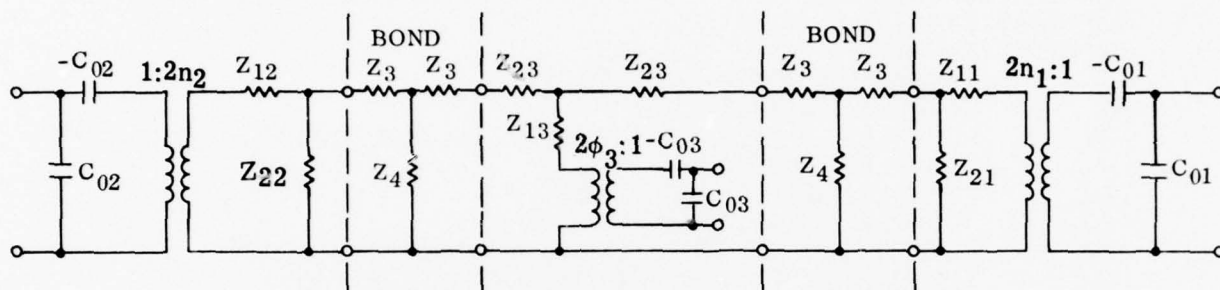 BOND
BOND
-C02 1:2n2 Z12 Z3 Z3 Z23 Z23 Z3 Z3 Z11 2n1:1 -C01
Z13
2ϕ3:1 -C03
C02 Z22 Z4 C03 Z4 Z21 C01